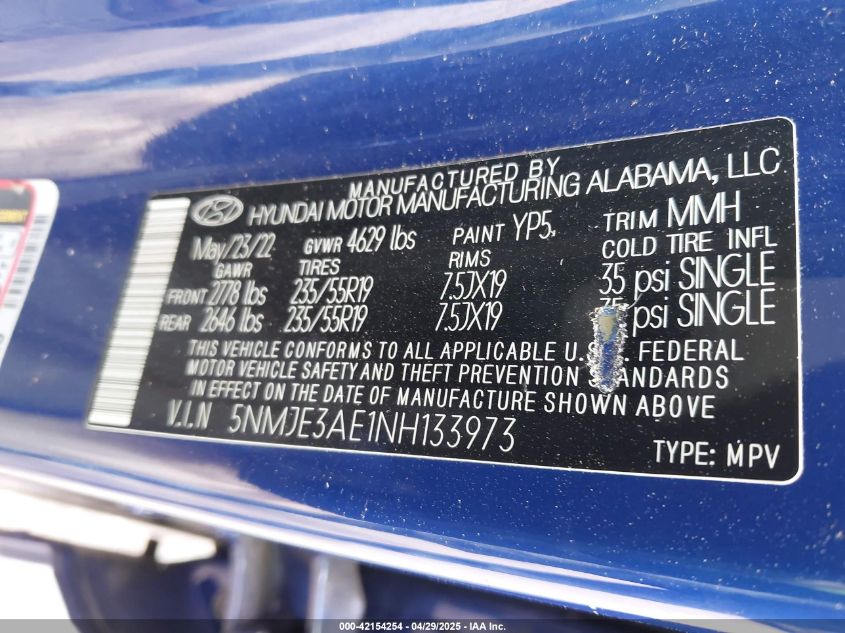 MANUFACTURED BY
HYUNDAI MOTOR MANUFACTURING ALABAMA, LLC
May/23/22 GVWR 4629 lbs PAINT YP5, TRIM MMH
GAWR TIRES RIMS COLD TIRE INFL
FRONT 2778 lbs 235/55R19 7.5JX19 35 psi SINGLE
REAR 2646 lbs 235/55R19 7.5JX19 psi SINGLE
THIS VEHICLE CONFORMS TO ALL APPLICABLE FEDERAL
MOTOR VEHICLE SAFETY AND THEFT PREVENTION STANDARDS
IN EFFECT ON THE DATE OF MANUFACTURE SHOWN ABOVE
V.I.N 5NMJE3AE1NH133973
TYPE: MPV
000-42154254 | 04/29/2025 | IAA Inc.